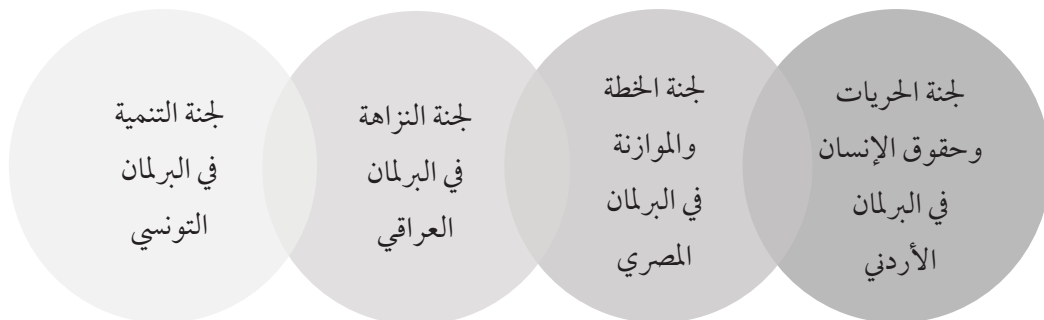 لجنة الحريات
وحقوق الإنسان
في البرلمان
الأردني
لجنة الخطة
والموازنة
في البرلمان
المصري
لجنة النزاهة
في البرلمان
العراقي
لجنة التنمية
في البرلمان
التونسي